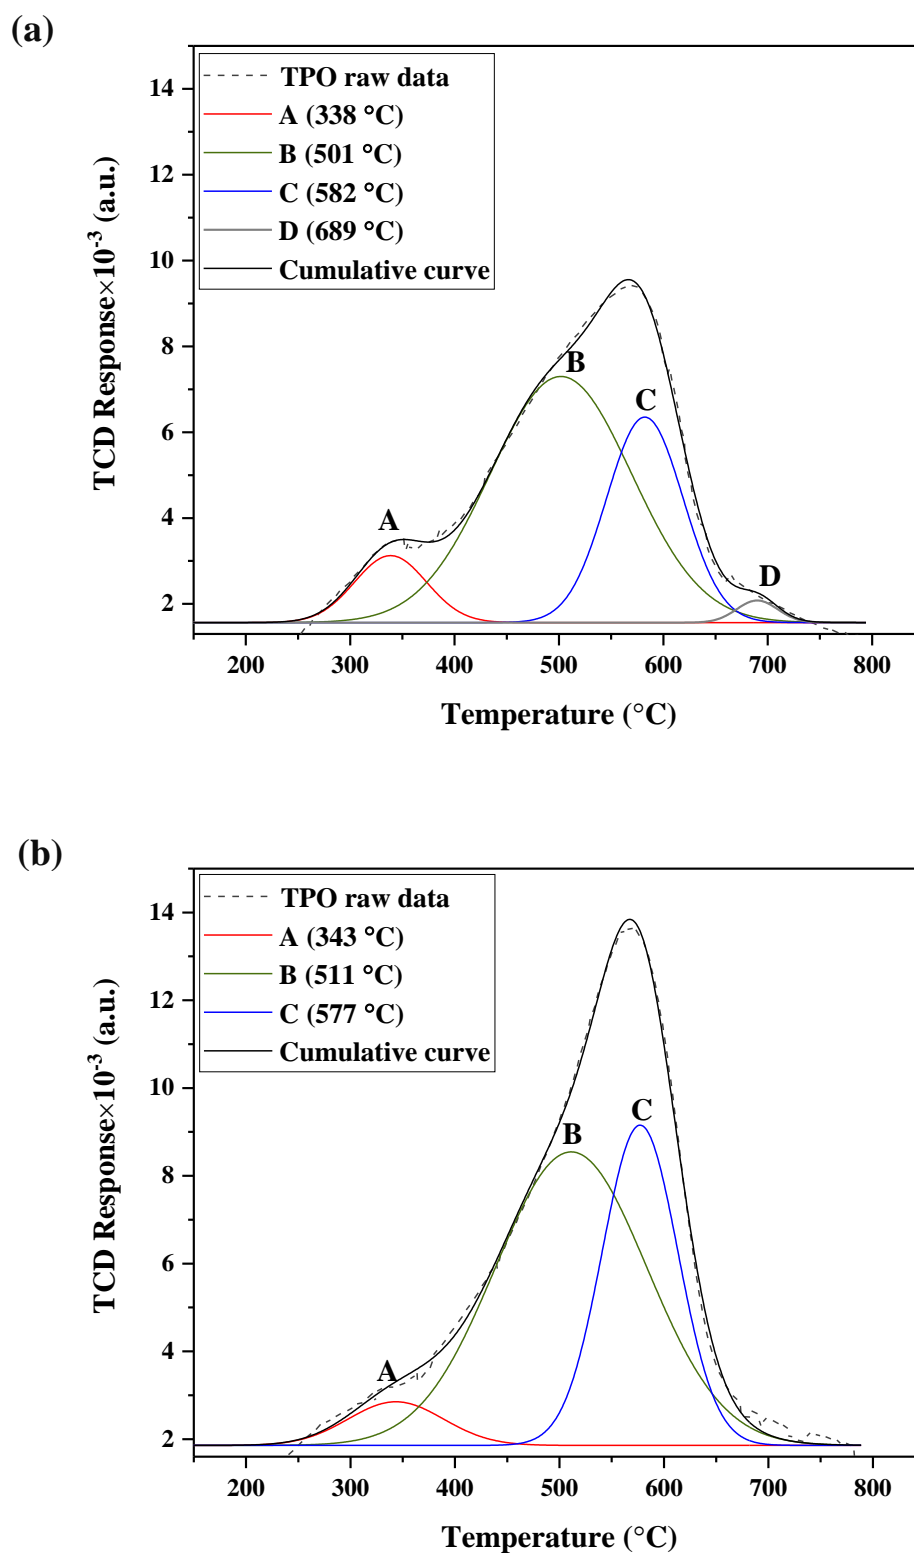 (a)
TPO raw data
A (338 °C)
B (501 °C)
C (582 °C)
D (689 °C)
Cumulative curve
14
12
10
8
6
4
2
TCD Response×10⁻³ (a.u.)
A
B
C
D
200 300 400 500 600 700 800
Temperature (°C)
(b)
TPO raw data
A (343 °C)
B (511 °C)
C (577 °C)
Cumulative curve
14
12
10
8
6
4
2
TCD Response×10⁻³ (a.u.)
A
B
C
200 300 400 500 600 700 800
Temperature (°C)